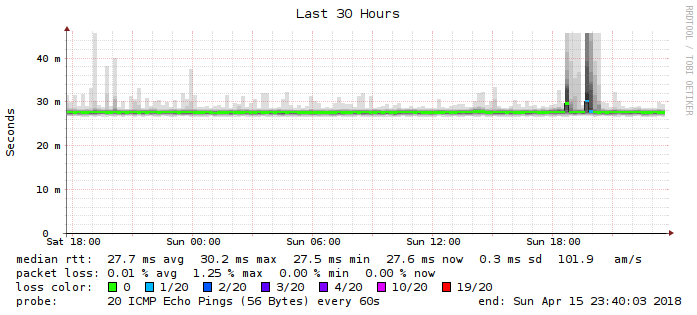 Last 30 Hours
RRDTOOL / TOBI OETIKER
Seconds
40 m
30 m
20 m
10 m
0
Sat 18:00 Sun 00:00 Sun 06:00 Sun 12:00 Sun 18:00
median rtt: 27.7 ms avg 30.2 ms max 27.5 ms min 27.6 ms now 0.3 ms sd 101.9 am/s
packet loss: 0.01 % avg 1.25 % max 0.00 % min 0.00 % now
loss color: 0 1/20 2/20 3/20 4/20 10/20 19/20
probe: 20 ICMP Echo Pings (56 Bytes) every 60s end: Sun Apr 15 23:40:03 2018